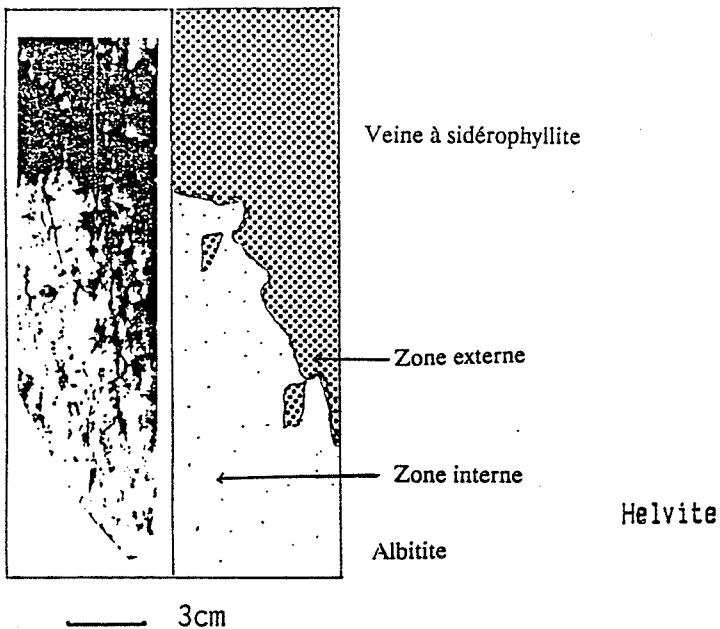 Veine à sidérophyllite
Zone externe
Zone interne
Helvite
Albitite
3cm